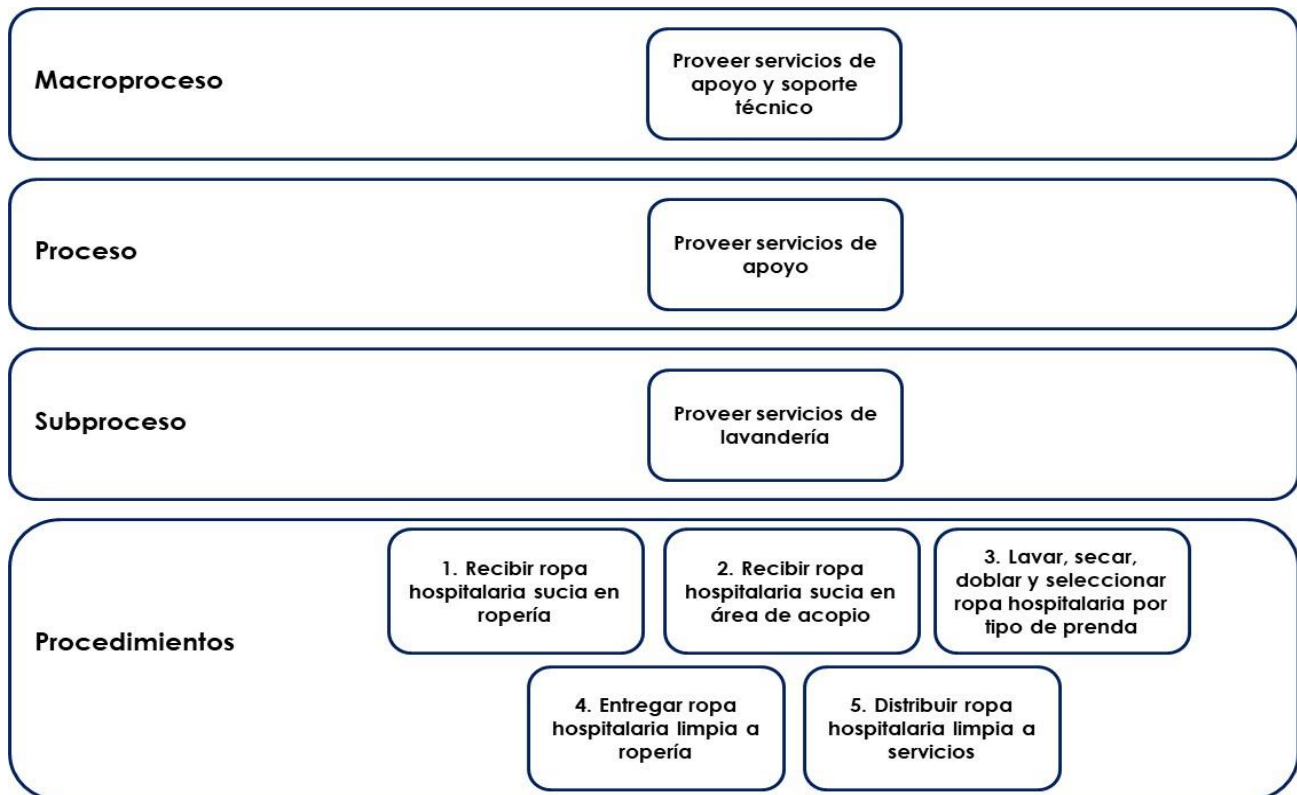 Macroproceso
Proveer servicios de
apoyo y soporte
técnico
Proceso
Proveer servicios de
apoyo
Subproceso
Proveer servicios de
lavandería
Procedimientos
1. Recibir ropa
hospitalaria sucia en
ropería
2. Recibir ropa
hospitalaria sucia en
área de acopio
3. Lavar, secar,
doblar y seleccionar
ropa hospitalaria por
tipo de prenda
4. Entregar ropa
hospitalaria limpia a
ropería
5. Distribuir ropa
hospitalaria limpia a
servicios